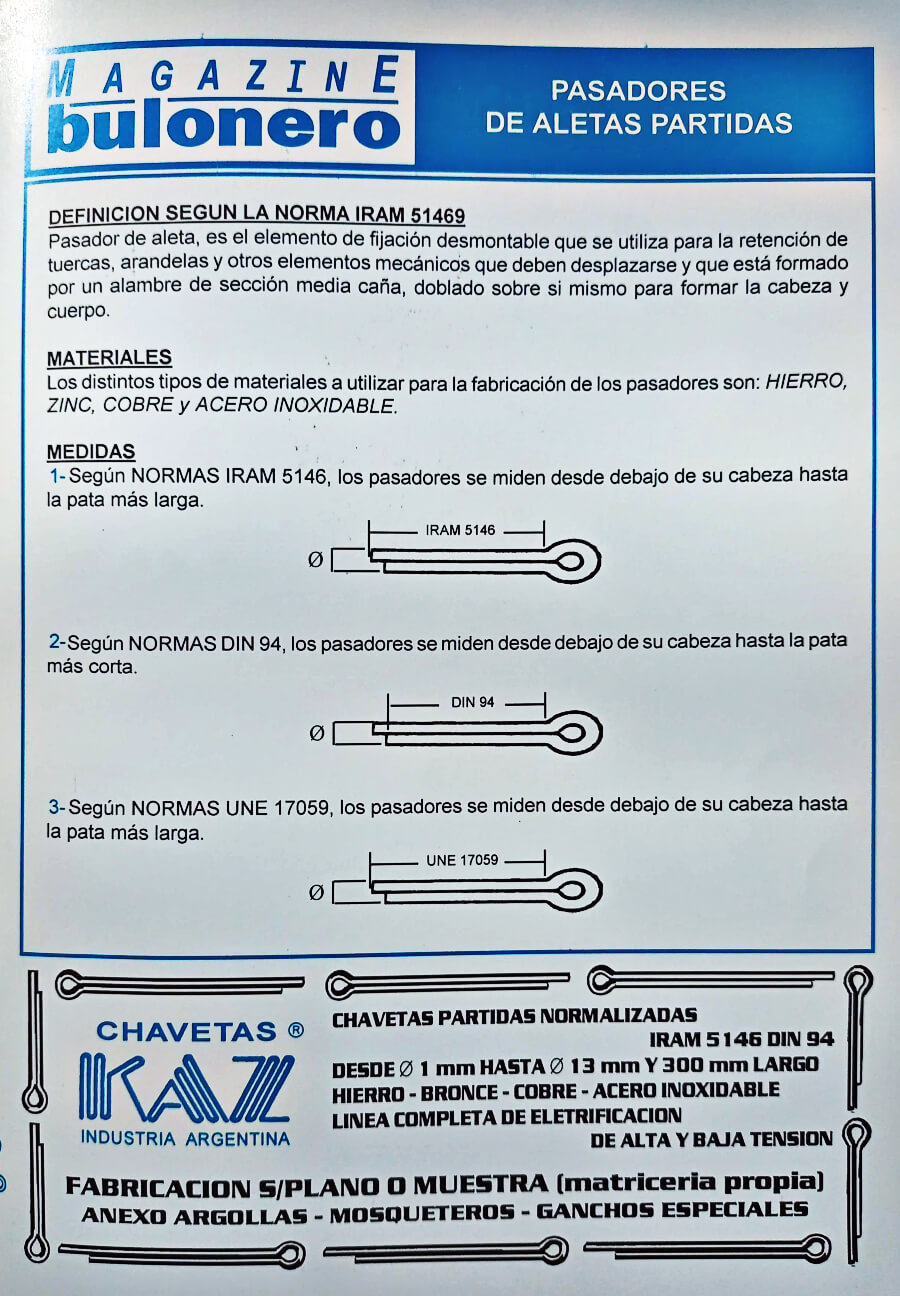 MAGAZINE
bulonero
PASADORES
DE ALETAS PARTIDAS
DEFINICION SEGUN LA NORMA IRAM 51469
Pasador de aleta, es el elemento de fijación desmontable que se utiliza para la retención de
tuercas, arandelas y otros elementos mecánicos que deben desplazarse y que está formado
por un alambre de sección media caña, doblado sobre si mismo para formar la cabeza y
cuerpo.
MATERIALES
Los distintos tipos de materiales a utilizar para la fabricación de los pasadores son: HIERRO,
ZINC, COBRE y ACERO INOXIDABLE.
MEDIDAS
1-Según NORMAS IRAM 5146, los pasadores se miden desde debajo de su cabeza hasta
la pata más larga.
IRAM 5146
Ø
2-Según NORMAS DIN 94, los pasadores se miden desde debajo de su cabeza hasta la pata
más corta.
DIN 94
Ø
3-Según NORMAS UNE 17059, los pasadores se miden desde debajo de su cabeza hasta
la pata más larga.
UNE 17059
Ø
CHAVETAS ®
KAZ
INDUSTRIA ARGENTINA
CHAVETAS PARTIDAS NORMALIZADAS
IRAM 5146 DIN 94
DESDE Ø 1 mm HASTA Ø 13 mm Y 300 mm LARGO
HIERRO - BRONCE - COBRE - ACERO INOXIDABLE
LINEA COMPLETA DE ELETRIFICACION
DE ALTA Y BAJA TENSION
FABRICACION S/PLANO O MUESTRA (matriceria propia)
ANEXO ARGOLLAS - MOSQUETEROS - GANCHOS ESPECIALES